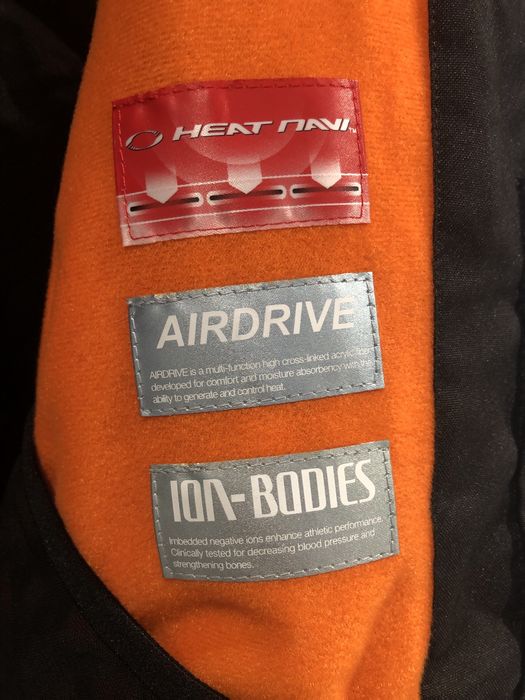 HEAT NAVI™
AIRDRIVE
AIRDRIVE is a multi-function high cross-linked acrylic
developed for comfort and moisture absorbency with the
ability to generate and control heat.
ION-BODIES
Imbedded negative ions enhance athletic performance.
Clinically tested for decreasing blood pressure and
strengthening bones.